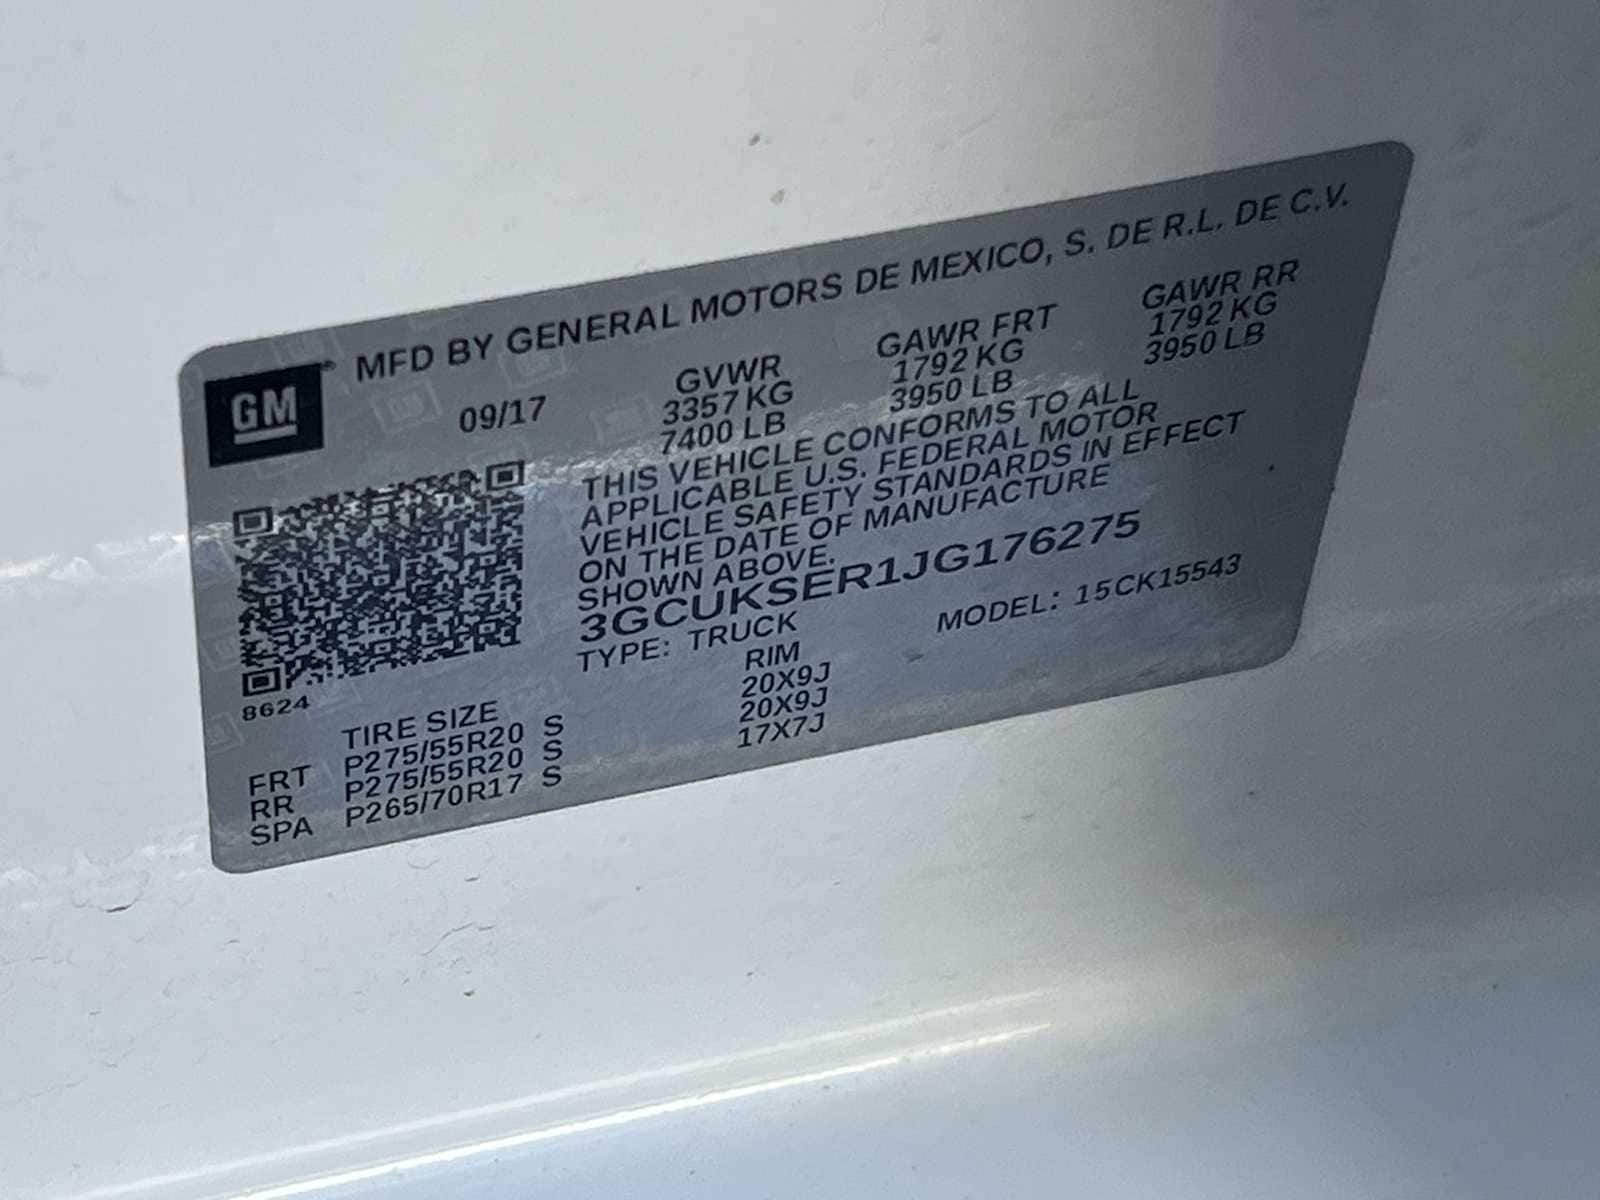 GM
MFD BY GENERAL MOTORS DE MEXICO, S. DE R.L. DE C.V.
09/17
GVWR GAWR FRT GAWR RR
3357 KG 1792 KG 1792 KG
7400 LB 3950 LB 3950 LB
THIS VEHICLE CONFORMS TO ALL
APPLICABLE U.S. FEDERAL MOTOR
VEHICLE SAFETY STANDARDS IN EFFECT
ON THE DATE OF MANUFACTURE
SHOWN ABOVE.
3GCUKSER1JG176275
TYPE: TRUCK MODEL: 15CK15543
8624
TIRE SIZE RIM
FRT P275/55R20 S 20X9J
RR P275/55R20 S 20X9J
SPA P265/70R17 S 17X7J